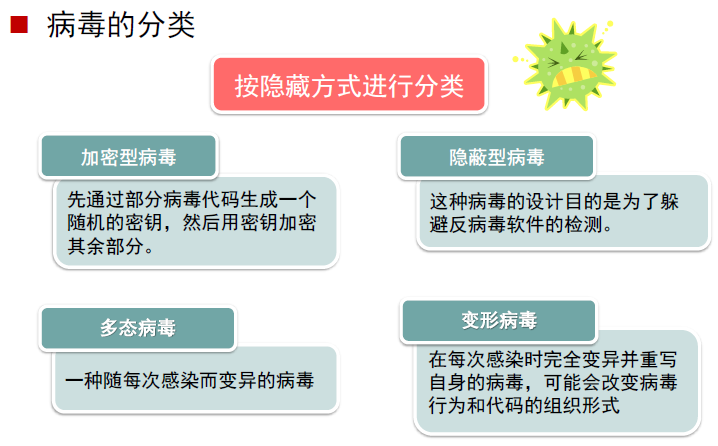 病毒的分类
按隐藏方式进行分类
加密型病毒
先通过部分病毒代码生成一个
随机的密钥，然后用密钥加密
其余部分。
隐蔽型病毒
这种病毒的设计目的是为了躲
避反病毒软件的检测。
多态病毒
一种随每次感染而变异的病毒
变形病毒
在每次感染时完全变异并重写
自身的病毒，可能会改变病毒
行为和代码的组织形式